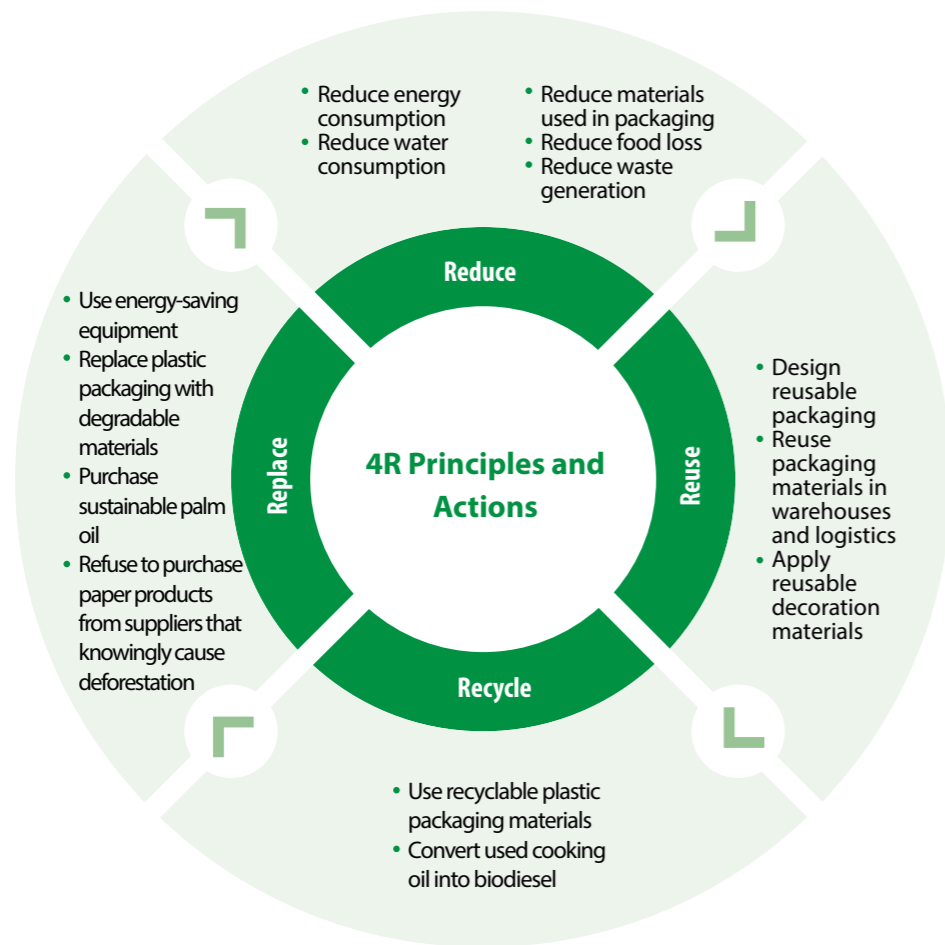 • Reduce energy
consumption
• Reduce water
consumption
• Reduce materials
used in packaging
• Reduce food loss
• Reduce waste
generation
Reduce
• Design
reusable
packaging
• Reuse
packaging
materials in
warehouses
and logistics
• Apply
reusable
decoration
materials
Reuse
4R Principles and
Actions
Recycle
• Use recyclable plastic
packaging materials
• Convert used cooking
oil into biodiesel
Replace
• Use energy-saving
equipment
• Replace plastic
packaging with
degradable
materials
• Purchase
sustainable palm
oil
• Refuse to purchase
paper products
from suppliers that
knowingly cause
deforestation